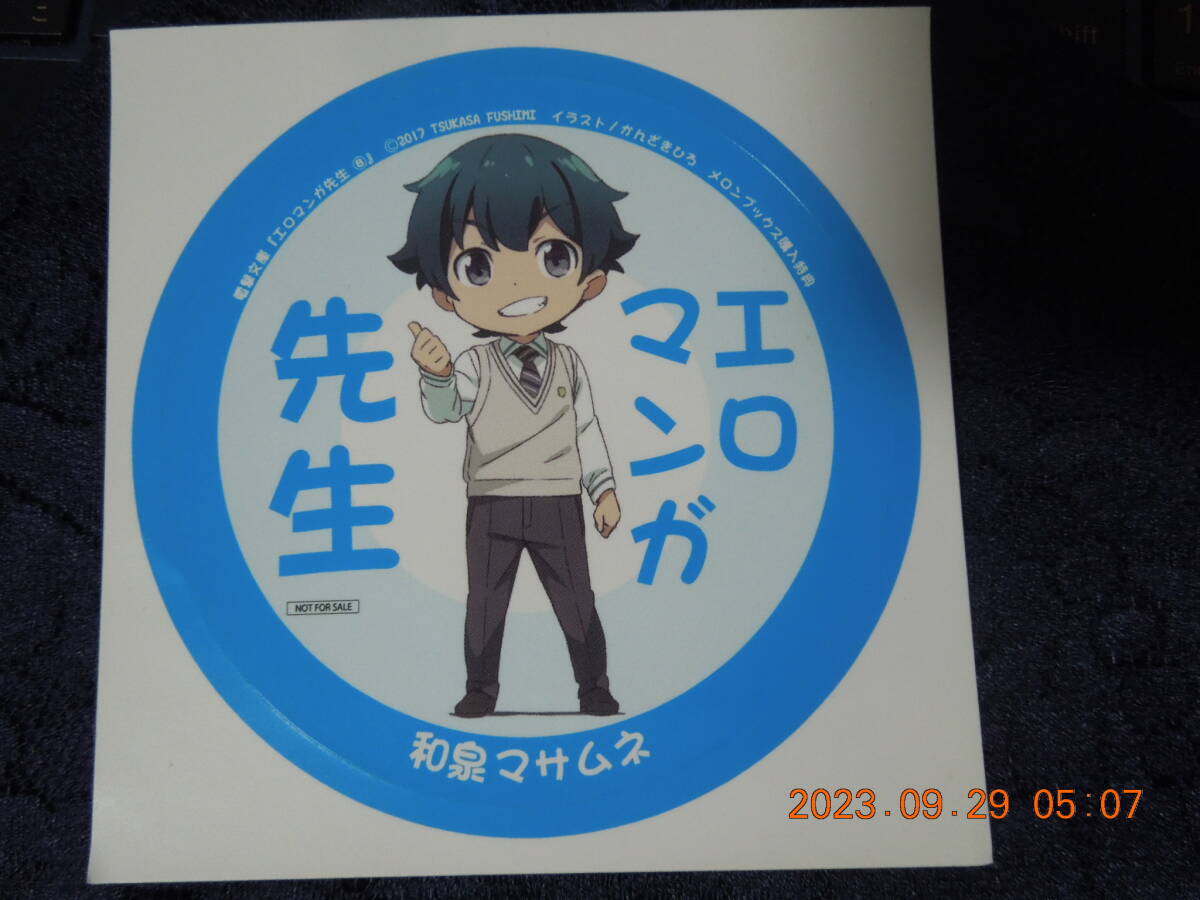 電撃文庫『エロマンガ先生 ⑧』 ©2017 TSUKASA FUSHIMI イラスト/かんざきひろ メロンブックス購入特典
エロ
マンガ
先生
NOT FOR SALE
和泉マサムネ
2023.09.29 05:07